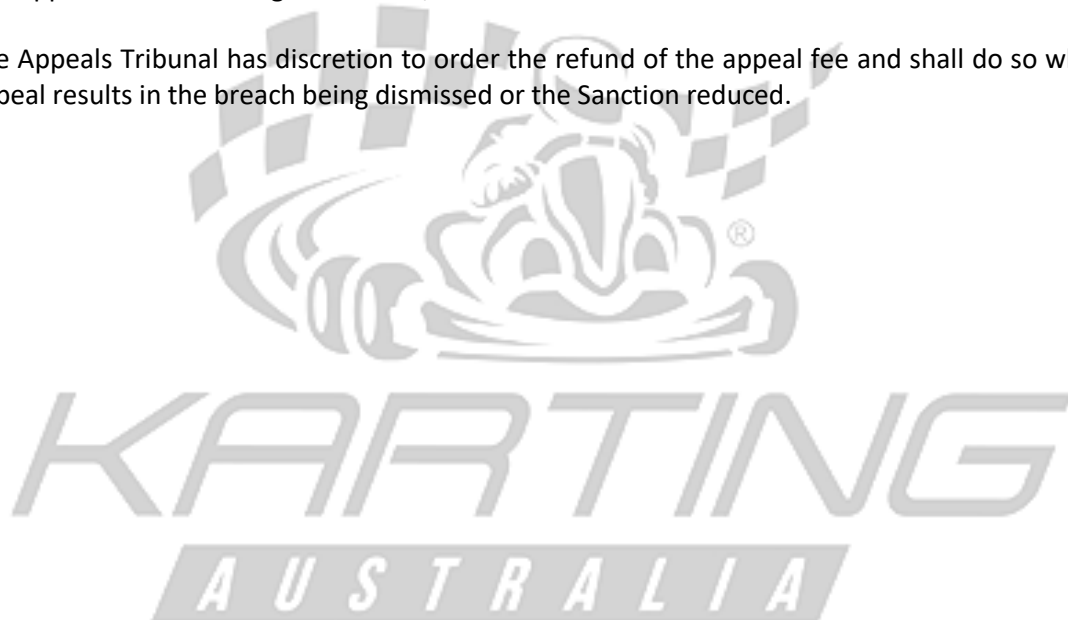 e Appeals Tribunal has discretion to order the refund of the appeal fee and shall do so
peal results in the breach being dismissed or the Sanction reduced.
®
KARTING
AUSTRALIA